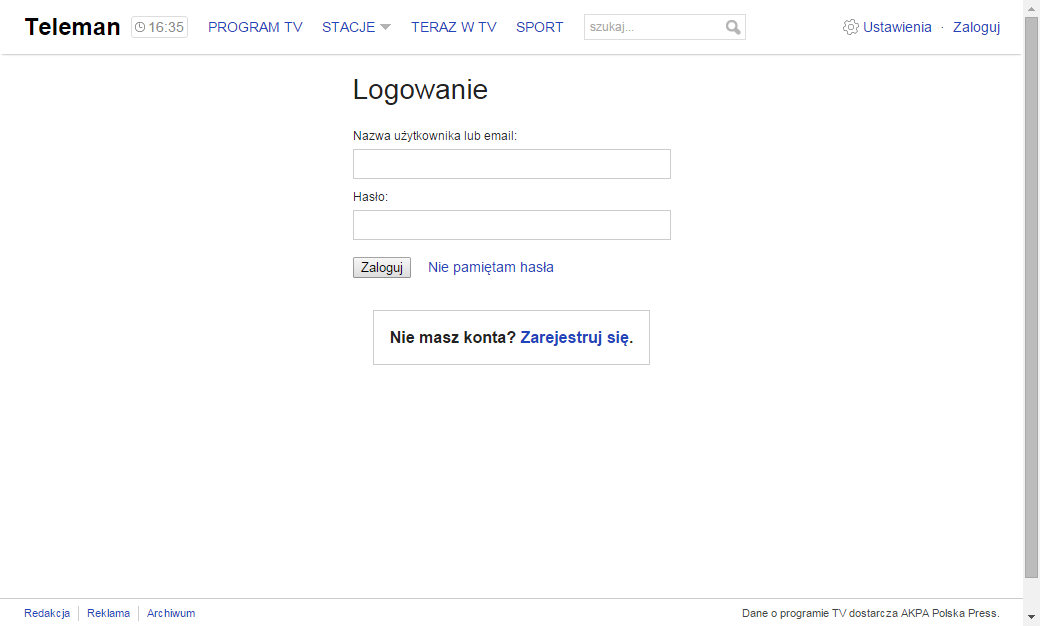 Teleman 16:35 PROGRAM TV STACJE TERAZ W TV SPORT szukaj... Ustawienia · Zaloguj
Logowanie
Nazwa użytkownika lub email:
Hasło:
Zaloguj Nie pamiętam hasła
Nie masz konta? Zarejestruj się.
Redakcja Reklama Archiwum Dane o programie TV dostarcza AKPA Polska Press.